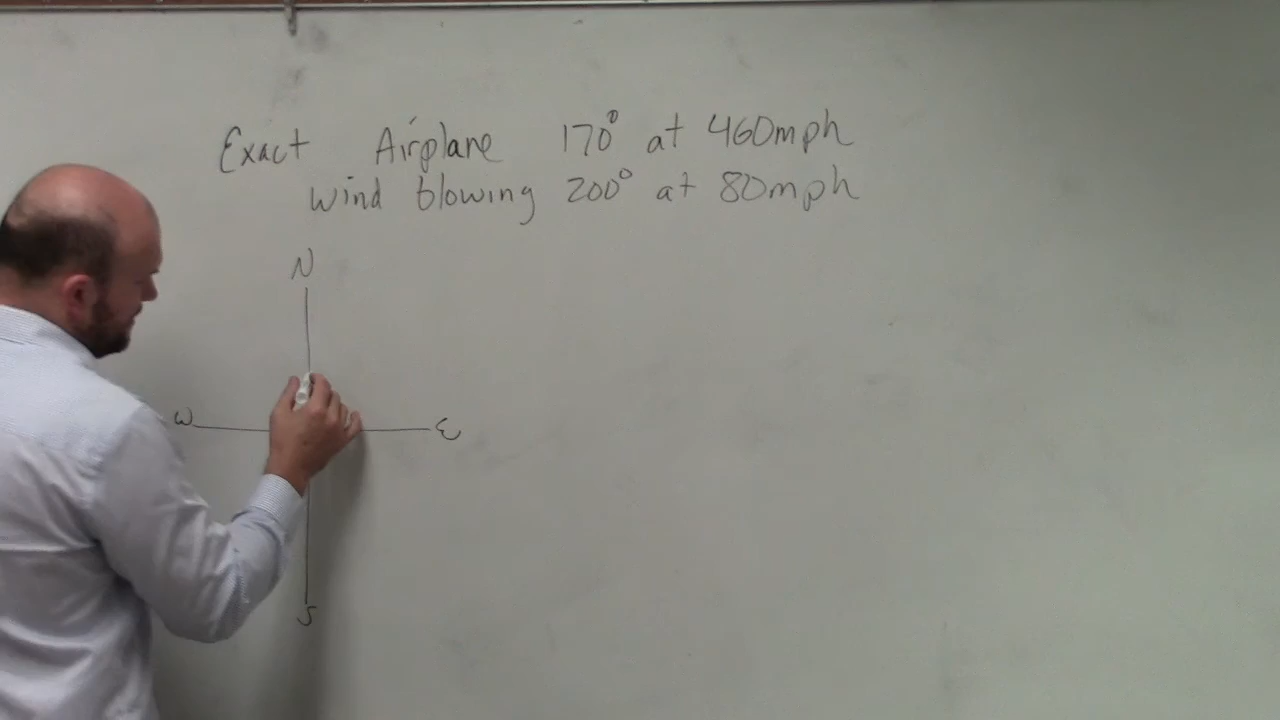 Exact Airplane 170° at 460mph
wind blowing 200° at 80mph
N
W E
S